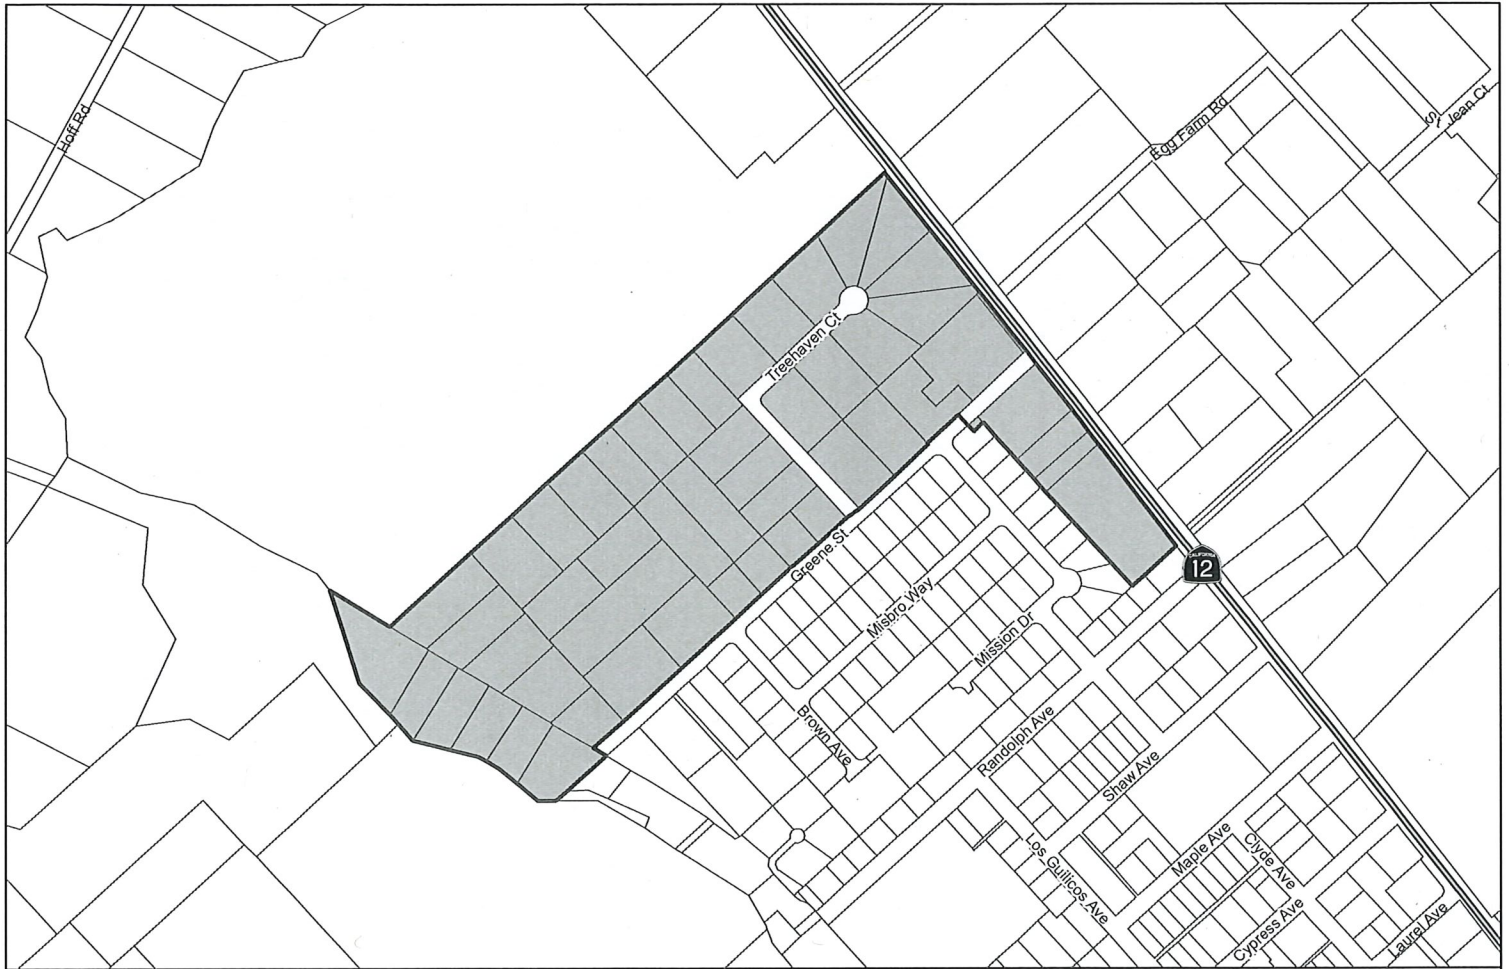 Hoff Rd
Egg Farm Rd
Jean Ct
Treehaven Ct
Greene St
CALIFORNIA
12
Misbro Way
Mission Dr
Brown Ave
Randolph Ave
Shaw Ave
Los Guilicos Ave
Maple Ave
Clyde Ave
Cypress Ave
Laurel Ave